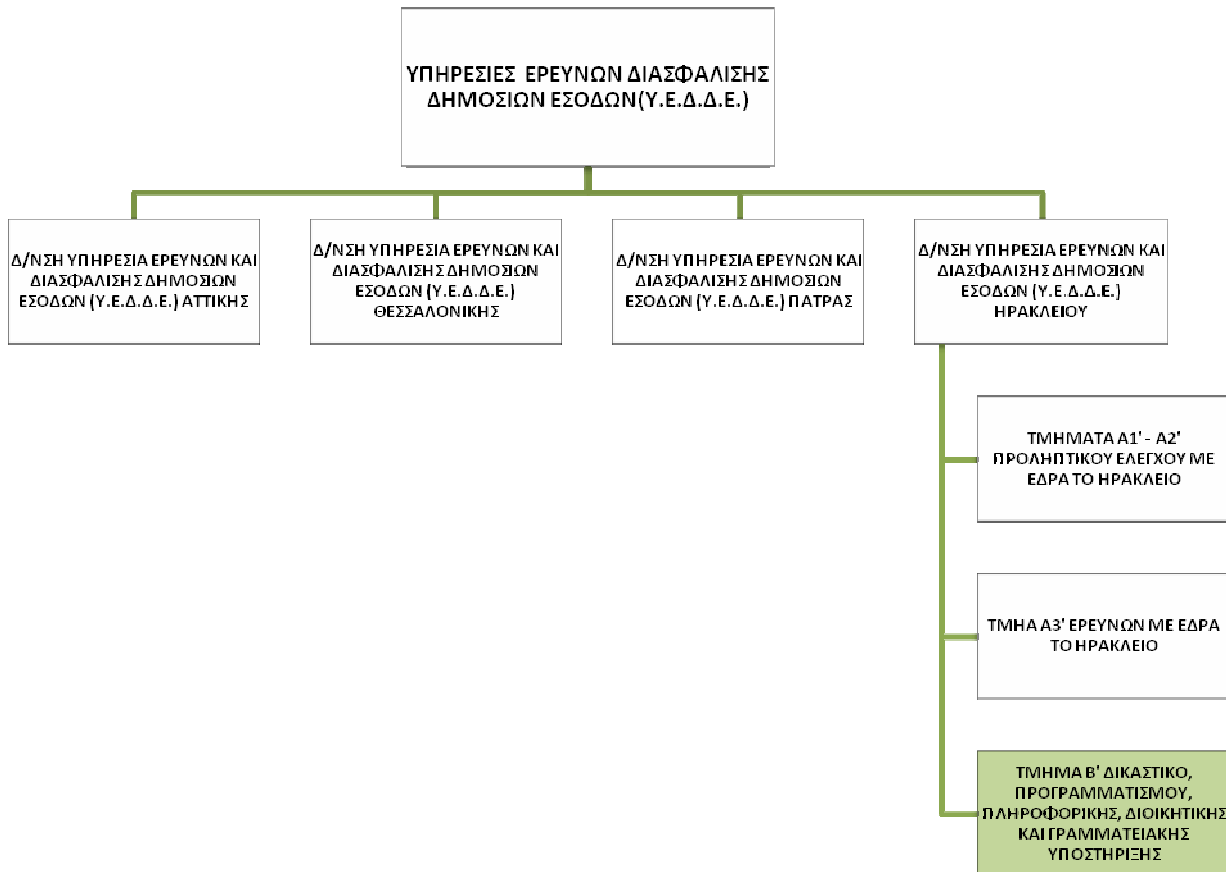 ΥΠΗΡΕΣΙΕΣ ΕΡΕΥΝΩΝ ΔΙΑΣΦΑΛΙΣΗΣ
ΔΗΜΟΣΙΩΝ ΕΣΟΔΩΝ(Υ.Ε.Δ.Δ.Ε.)
Δ/ΝΣΗ ΥΠΗΡΕΣΙΑ ΕΡΕΥΝΩΝ ΚΑΙ
ΔΙΑΣΦΑΛΙΣΗΣ ΔΗΜΟΣΙΩΝ
ΕΣΟΔΩΝ (Υ.Ε.Δ.Δ.Ε.) ΑΤΤΙΚΗΣ
Δ/ΝΣΗ ΥΠΗΡΕΣΙΑ ΕΡΕΥΝΩΝ ΚΑΙ
ΔΙΑΣΦΑΛΙΣΗΣ ΔΗΜΟΣΙΩΝ
ΕΣΟΔΩΝ (Υ.Ε.Δ.Δ.Ε.)
ΘΕΣΣΑΛΟΝΙΚΗΣ
Δ/ΝΣΗ ΥΠΗΡΕΣΙΑ ΕΡΕΥΝΩΝ ΚΑΙ
ΔΙΑΣΦΑΛΙΣΗΣ ΔΗΜΟΣΙΩΝ
ΕΣΟΔΩΝ (Υ.Ε.Δ.Δ.Ε.) ΠΑΤΡΑΣ
Δ/ΝΣΗ ΥΠΗΡΕΣΙΑ ΕΡΕΥΝΩΝ ΚΑΙ
ΔΙΑΣΦΑΛΙΣΗΣ ΔΗΜΟΣΙΩΝ
ΕΣΟΔΩΝ (Υ.Ε.Δ.Δ.Ε.)
ΗΡΑΚΛΕΙΟΥ
ΤΜΗΜΑΤΑ Α1' - Α2'
ΠΡΟΛΗΠΤΙΚΟΥ ΕΛΕΓΧΟΥ ΜΕ
ΕΔΡΑ ΤΟ ΗΡΑΚΛΕΙΟ
ΤΜΗΑ Α3' ΕΡΕΥΝΩΝ ΜΕ ΕΔΡΑ
ΤΟ ΗΡΑΚΛΕΙΟ
ΤΜΗΜΑ Β' ΔΙΚΑΣΤΙΚΟ,
ΠΡΟΓΡΑΜΜΑΤΙΣΜΟΥ,
ΠΛΗΡΟΦΟΡΙΚΗΣ, ΔΙΟΙΚΗΤΙΚΗΣ
ΚΑΙ ΓΡΑΜΜΑΤΕΙΑΚΗΣ
ΥΠΟΣΤΗΡΙΞΗΣ